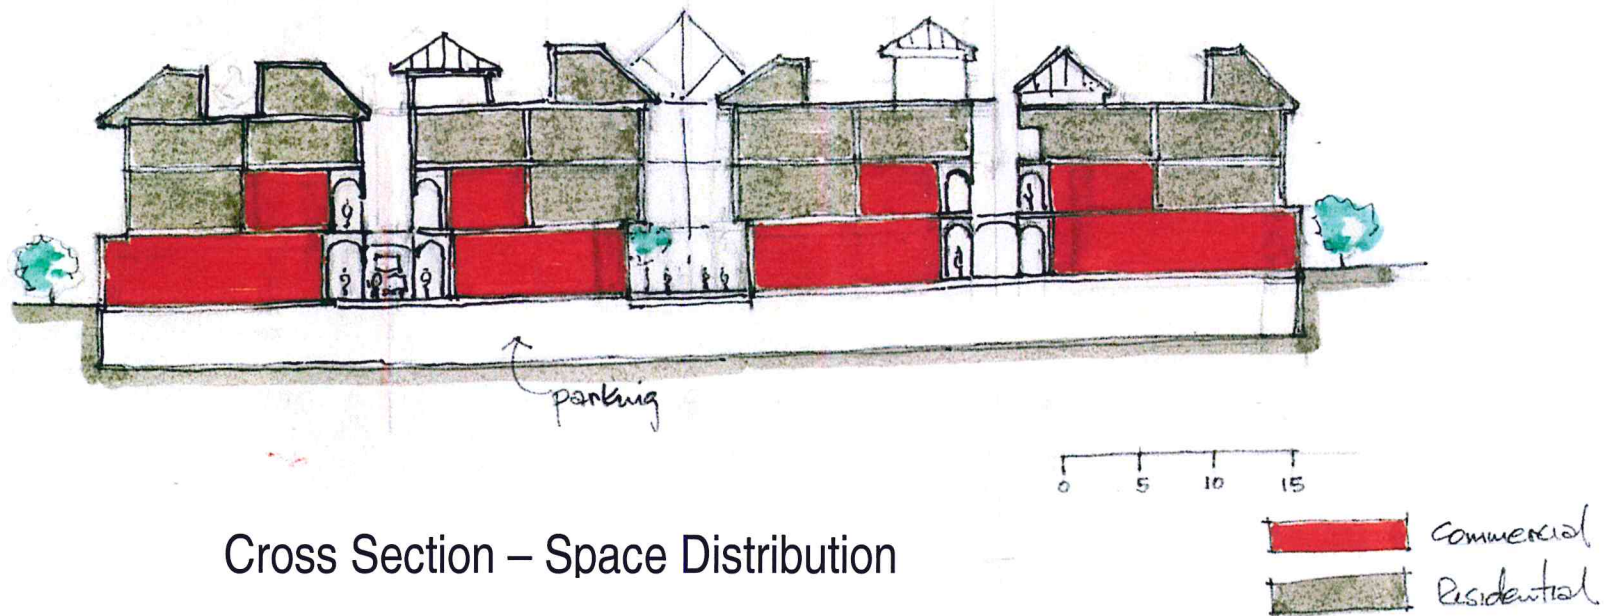 parking
0 5 10 15
Commercial
Residential
Cross Section – Space Distribution